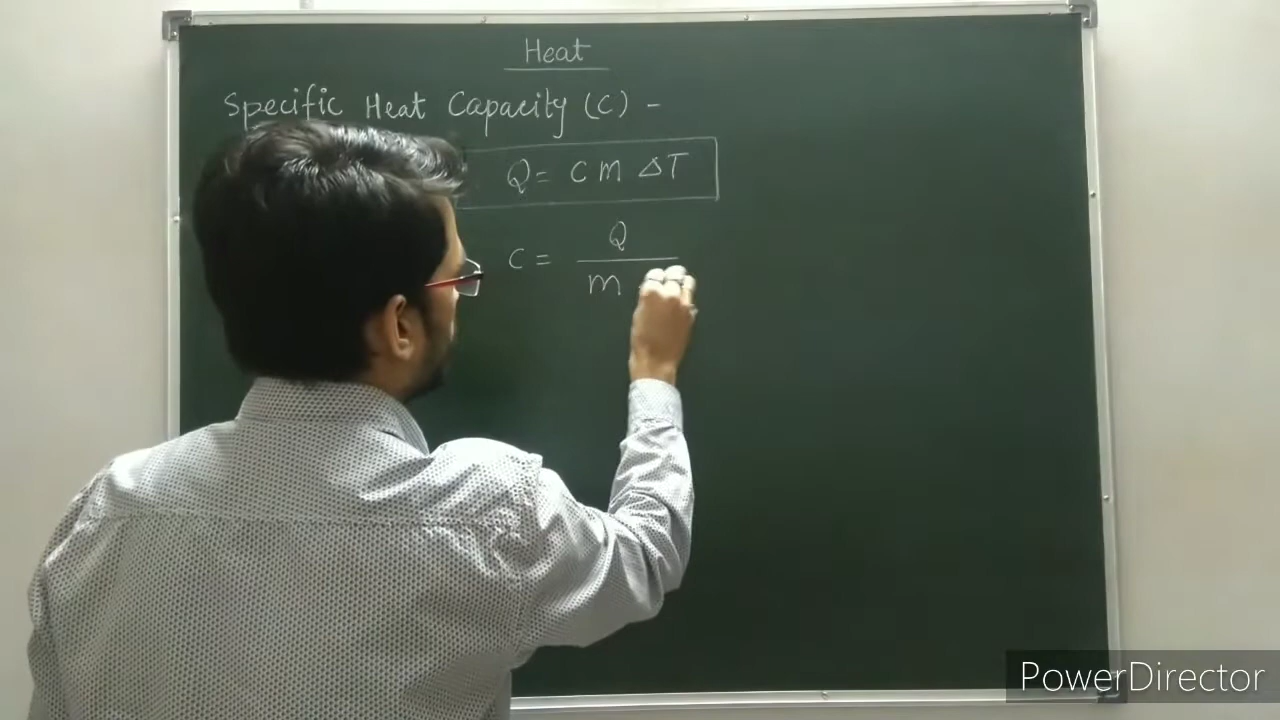 Heat
Specific Heat Capacity (C) -
Q = C m ΔT
C = Q / m
PowerDirector